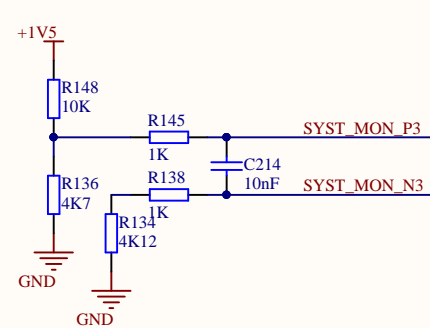 +1V5
R148
10K
R145
1K
SYST_MON_P3
C214
10nF
R136
4K7
R138
1K
SYST_MON_N3
R134
4K12
GND
GND